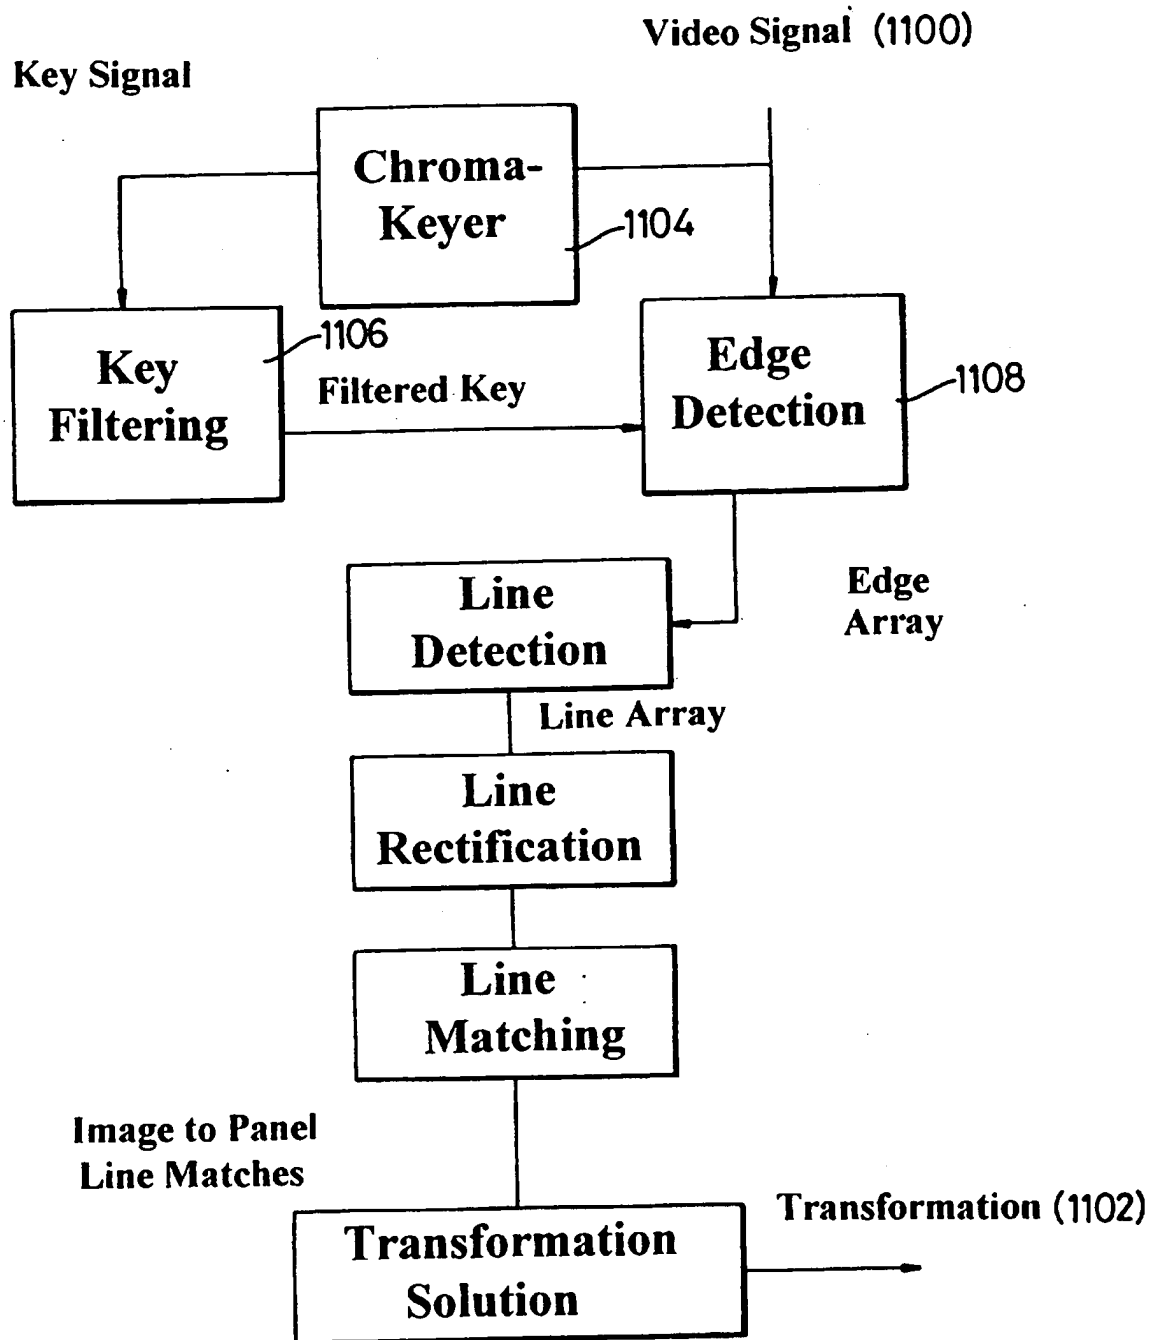 Video Signal (1100)
Key Signal
Chroma-
Keyer
1104
1106
Key
Filtering
Filtered Key
Edge
Detection
1108
Edge
Array
Line
Detection
Line Array
Line
Rectification
Line
Matching
Image to Panel
Line Matches
Transformation
Solution
Transformation (1102)